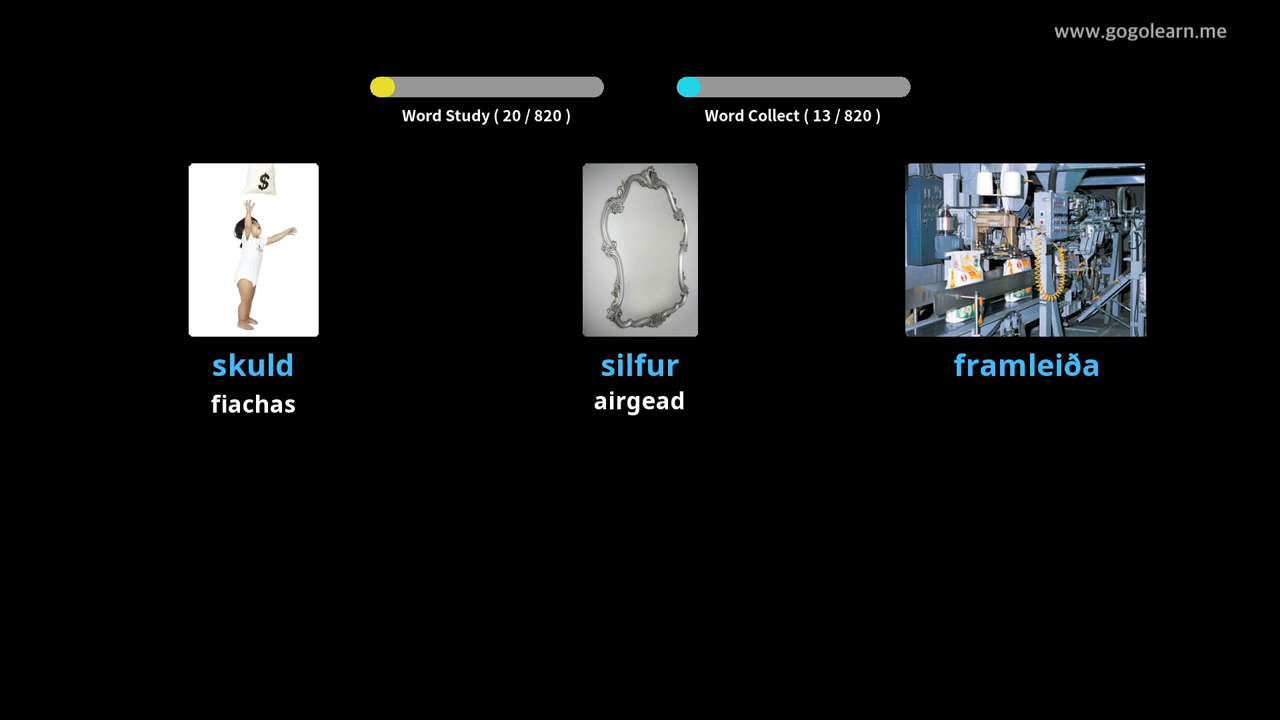 www.gogolearn.me
Word Study ( 20 / 820 )
Word Collect ( 13 / 820 )
$
skuld
silfur
framleiða
fiachas
airgead